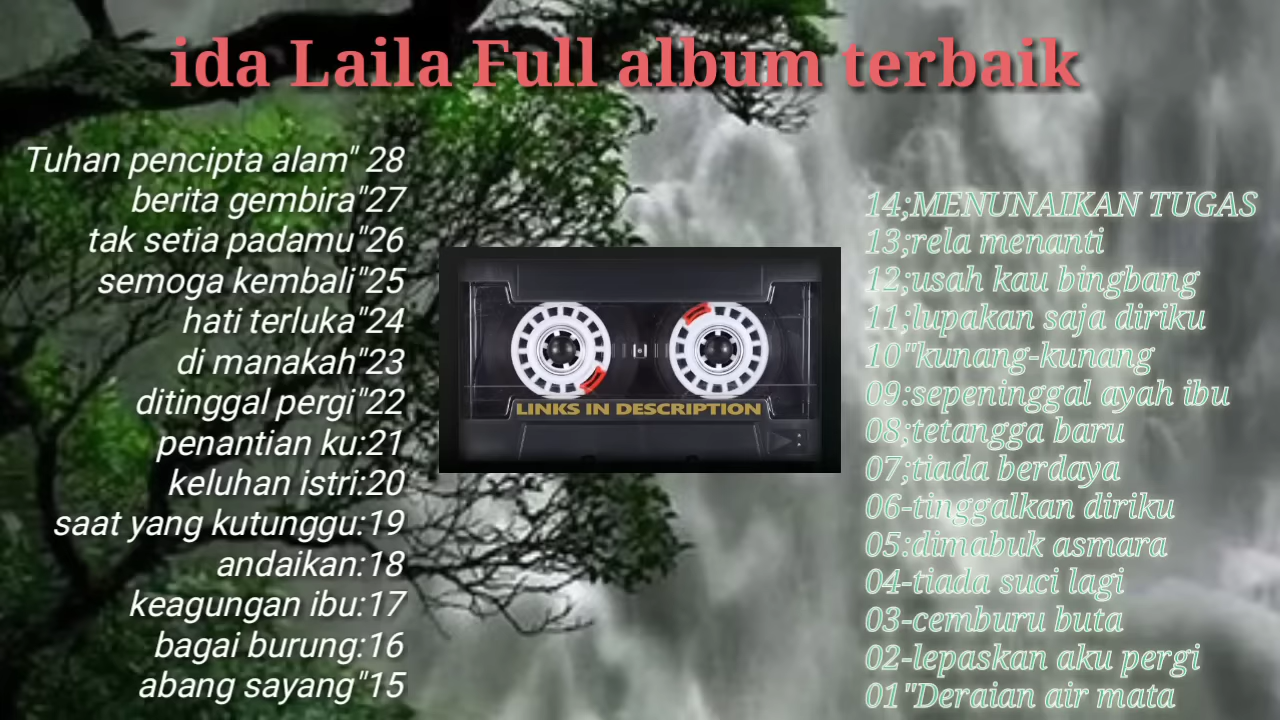 ida Laila Full album terbaik
Tuhan pencipta alam" 28
berita gembira"27
tak setia padamu"26
semoga kembali"25
hati terluka"24
di manakah"23
ditinggal pergi"22
penantian ku:21
keluhan istri:20
saat yang kutunggu:19
andaikan:18
keagungan ibu:17
bagai burung:16
abang sayang"15
LINKS IN DESCRIPTION
14;MENUNAIKAN TUGAS
13;rela menanti
12;usah kau bingbang
11;lupakan saja diriku
10"kunang-kunang
09:sepeninggal ayah ibu
08;tetangga baru
07;tiada berdaya
06-tinggalkan diriku
05:dimabuk asmara
04-tiada suci lagi
03-cemburu buta
02-lepaskan aku pergi
01"Deraian air mata